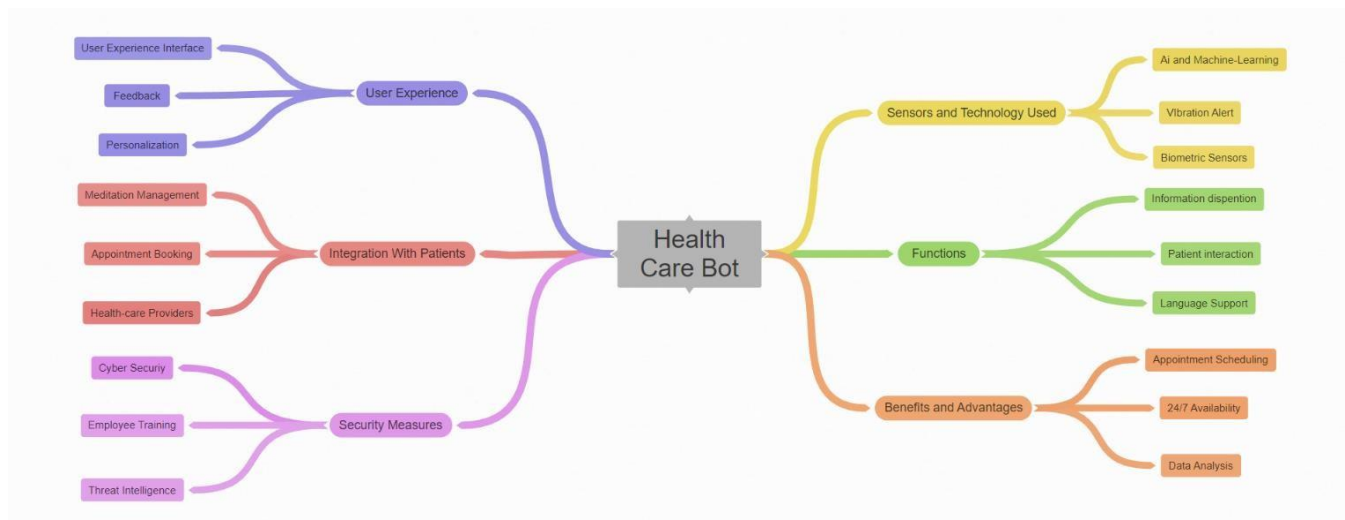 Health
Care Bot
User Experience
User Experience Interface
Feedback
Personalization
Integration With Patients
Meditation Management
Appointment Booking
Health-care Providers
Security Measures
Cyber Securiy
Employee Training
Threat Intelligence
Sensors and Technology Used
Ai and Machine-Learning
VIbration Alert
Biometric Sensors
Functions
Information dispention
Patient interaction
Language Support
Benefits and Advantages
Appointment Scheduling
24/7 Availability
Data Analysis